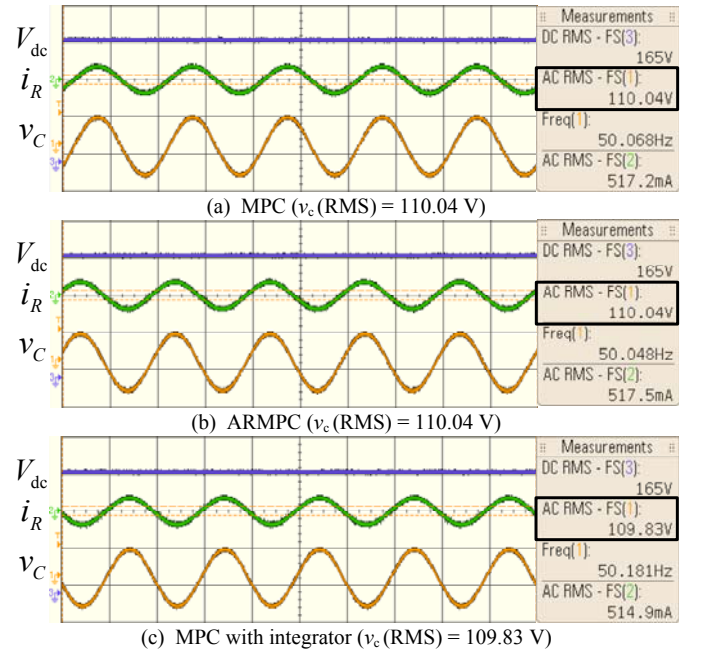 Measurements
DC RMS - FS(3):
165V
AC RMS - FS(1):
110.04V
Freq(1):
50.068Hz
AC RMS - FS(2):
517.2mA
Vdc
iR
vC
(a) MPC (vc (RMS) = 110.04 V)
Measurements
DC RMS - FS(3):
165V
AC RMS - FS(1):
110.04V
Freq(1):
50.048Hz
AC RMS - FS(2):
517.5mA
Vdc
iR
vC
(b) ARMPC (vc (RMS) = 110.04 V)
Measurements
DC RMS - FS(3):
165V
AC RMS - FS(1):
109.83V
Freq(1):
50.181Hz
AC RMS - FS(2):
514.9mA
Vdc
iR
vC
(c) MPC with integrator (vc (RMS) = 109.83 V)